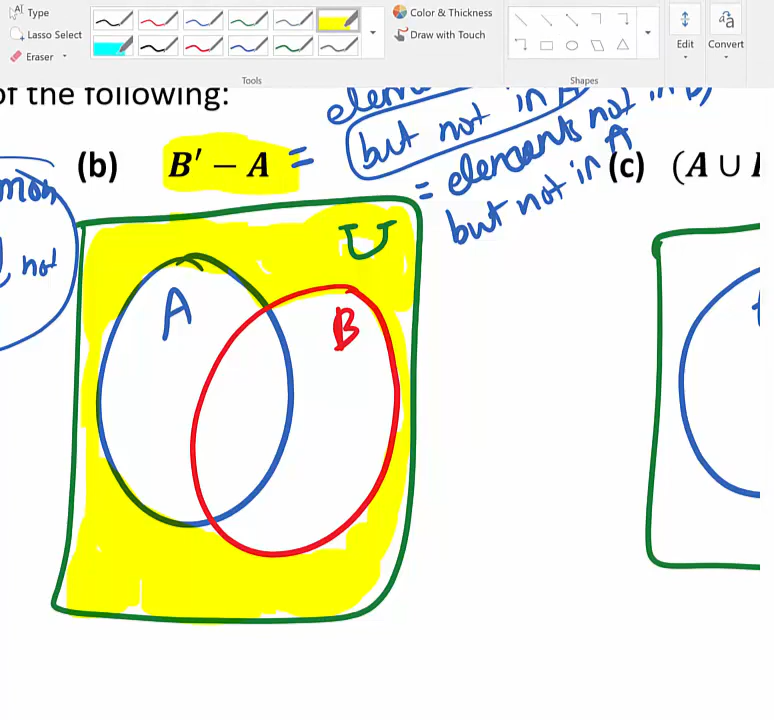 Type
Lasso Select
Eraser
Color & Thickness
Draw with Touch
Edit
Convert
Tools
Shapes
of the following:
but not in A
= elements not in B,
but not in A
(b) B′ − A =
(c) (A ∪
not
U
A
B